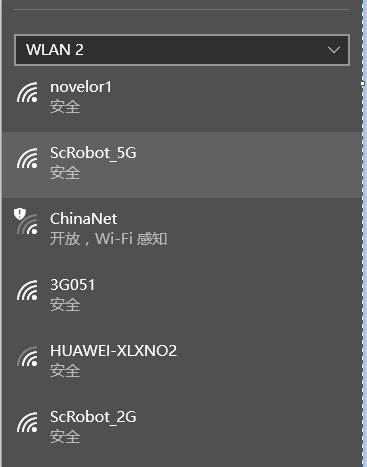 WLAN 2
novelor1
安全
ScRobot_5G
安全
ChinaNet
开放，Wi-Fi 感知
3G051
安全
HUAWEI-XLXNO2
安全
ScRobot_2G
安全